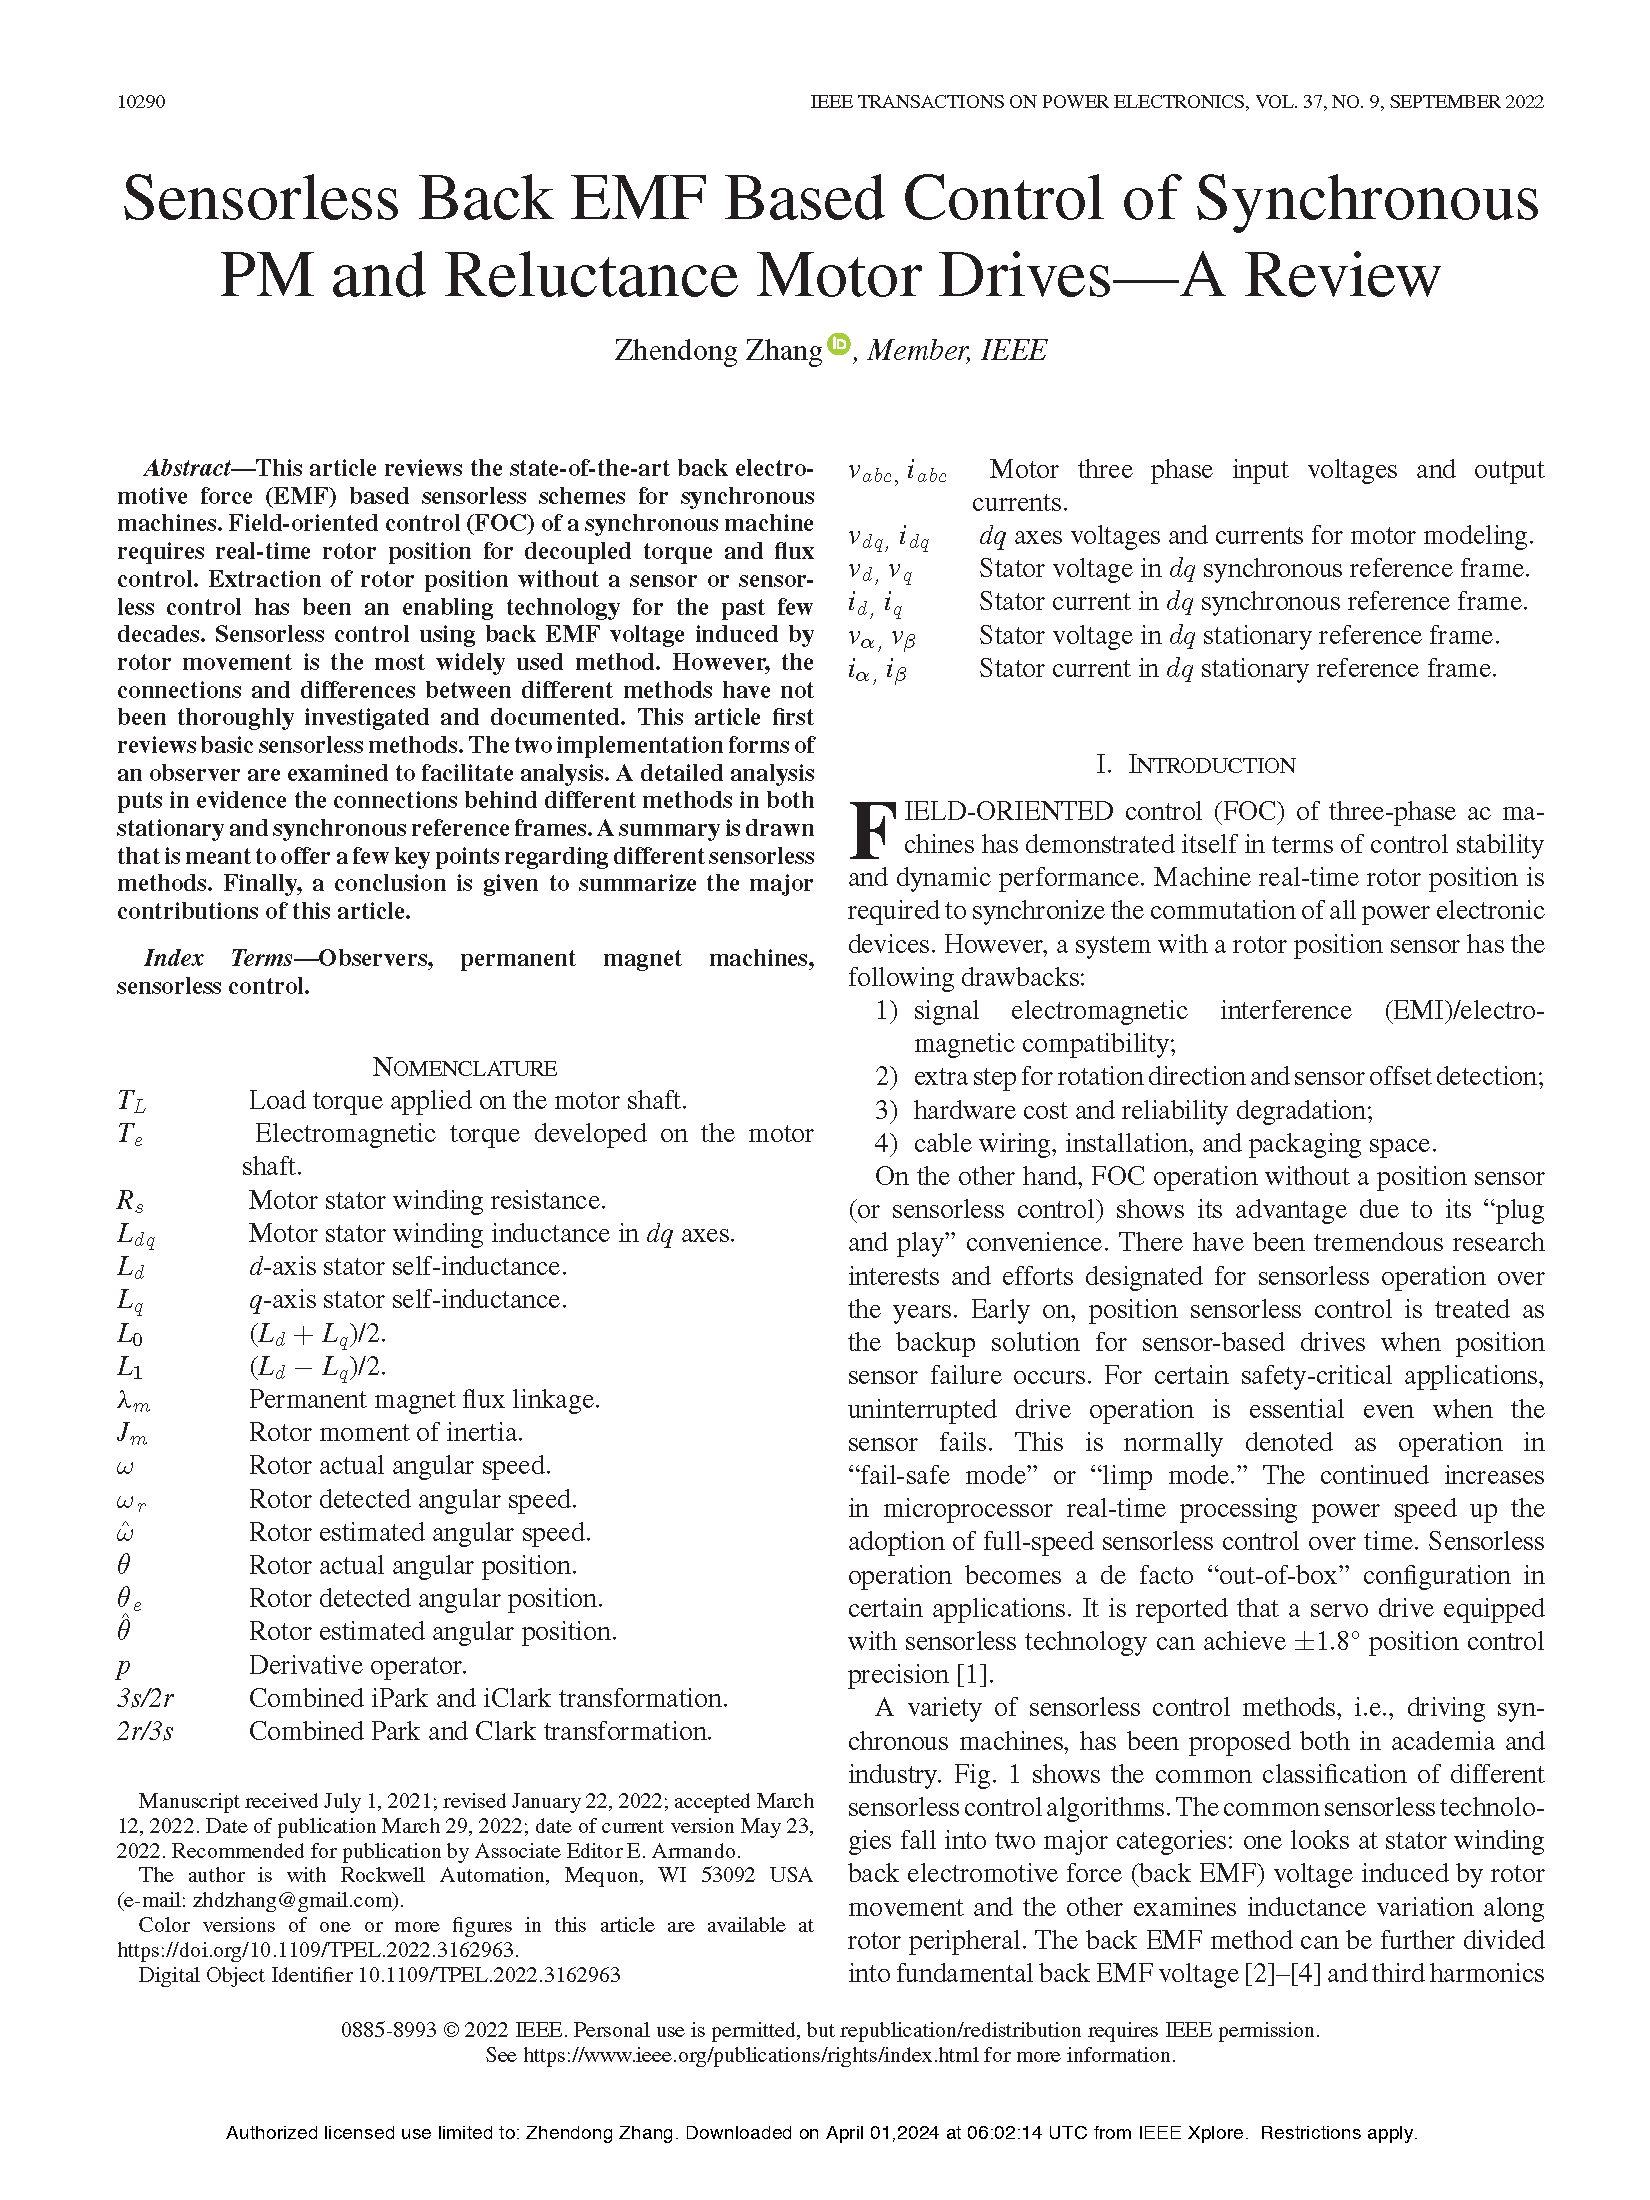 10290
IEEE TRANSACTIONS ON POWER ELECTRONICS, VOL. 37, NO. 9, SEPTEMBER 2022
Sensorless Back EMF Based Control of Synchronous
PM and Reluctance Motor Drives—A Review
Zhendong Zhang iD, Member, IEEE
Abstract—This article reviews the state-of-the-art back electro-
motive force (EMF) based sensorless schemes for synchronous
machines. Field-oriented control (FOC) of a synchronous machine
requires real-time rotor position for decoupled torque and flux
control. Extraction of rotor position without a sensor or sensor-
less control has been an enabling technology for the past few
decades. Sensorless control using back EMF voltage induced by
rotor movement is the most widely used method. However, the
connections and differences between different methods have not
been thoroughly investigated and documented. This article first
reviews basic sensorless methods. The two implementation forms of
an observer are examined to facilitate analysis. A detailed analysis
puts in evidence the connections behind different methods in both
stationary and synchronous reference frames. A summary is drawn
that is meant to offer a few key points regarding different sensorless
methods. Finally, a conclusion is given to summarize the major
contributions of this article.
Index Terms—Observers, permanent magnet machines,
sensorless control.
NOMENCLATURE
T_L Load torque applied on the motor shaft.
T_e Electromagnetic torque developed on the motor
shaft.
R_s Motor stator winding resistance.
L_dq Motor stator winding inductance in dq axes.
L_d d-axis stator self-inductance.
L_q q-axis stator self-inductance.
L_0 (L_d + L_q)/2.
L_1 (L_d − L_q)/2.
λ_m Permanent magnet flux linkage.
J_m Rotor moment of inertia.
ω Rotor actual angular speed.
ω_r Rotor detected angular speed.
ω̂ Rotor estimated angular speed.
θ Rotor actual angular position.
θ_e Rotor detected angular position.
θ̂ Rotor estimated angular position.
p Derivative operator.
3s/2r Combined iPark and iClark transformation.
2r/3s Combined Park and Clark transformation.
Manuscript received July 1, 2021; revised January 22, 2022; accepted March
12, 2022. Date of publication March 29, 2022; date of current version May 23,
2022. Recommended for publication by Associate Editor E. Armando.
The author is with Rockwell Automation, Mequon, WI 53092 USA
(e-mail: zhdzhang@gmail.com).
Color versions of one or more figures in this article are available at
https://doi.org/10.1109/TPEL.2022.3162963.
Digital Object Identifier 10.1109/TPEL.2022.3162963
v_abc, i_abc Motor three phase input voltages and output
currents.
v_dq, i_dq dq axes voltages and currents for motor modeling.
v_d, v_q Stator voltage in dq synchronous reference frame.
i_d, i_q Stator current in dq synchronous reference frame.
v_α, v_β Stator voltage in dq stationary reference frame.
i_α, i_β Stator current in dq stationary reference frame.
I. INTRODUCTION
FIELD-ORIENTED control (FOC) of three-phase ac ma-
chines has demonstrated itself in terms of control stability
and dynamic performance. Machine real-time rotor position is
required to synchronize the commutation of all power electronic
devices. However, a system with a rotor position sensor has the
following drawbacks:
1) signal electromagnetic interference (EMI)/electro-
magnetic compatibility;
2) extra step for rotation direction and sensor offset detection;
3) hardware cost and reliability degradation;
4) cable wiring, installation, and packaging space.
On the other hand, FOC operation without a position sensor
(or sensorless control) shows its advantage due to its “plug
and play” convenience. There have been tremendous research
interests and efforts designated for sensorless operation over
the years. Early on, position sensorless control is treated as
the backup solution for sensor-based drives when position
sensor failure occurs. For certain safety-critical applications,
uninterrupted drive operation is essential even when the
sensor fails. This is normally denoted as operation in
“fail-safe mode” or “limp mode.” The continued increases
in microprocessor real-time processing power speed up the
adoption of full-speed sensorless control over time. Sensorless
operation becomes a de facto “out-of-box” configuration in
certain applications. It is reported that a servo drive equipped
with sensorless technology can achieve ±1.8° position control
precision [1].
A variety of sensorless control methods, i.e., driving syn-
chronous machines, has been proposed both in academia and
industry. Fig. 1 shows the common classification of different
sensorless control algorithms. The common sensorless technolo-
gies fall into two major categories: one looks at stator winding
back electromotive force (back EMF) voltage induced by rotor
movement and the other examines inductance variation along
rotor peripheral. The back EMF method can be further divided
into fundamental back EMF voltage [2]–[4] and third harmonics
0885-8993 © 2022 IEEE. Personal use is permitted, but republication/redistribution requires IEEE permission.
See https://www.ieee.org/publications/rights/index.html for more information.
Authorized licensed use limited to: Zhendong Zhang. Downloaded on April 01,2024 at 06:02:14 UTC from IEEE Xplore. Restrictions apply.